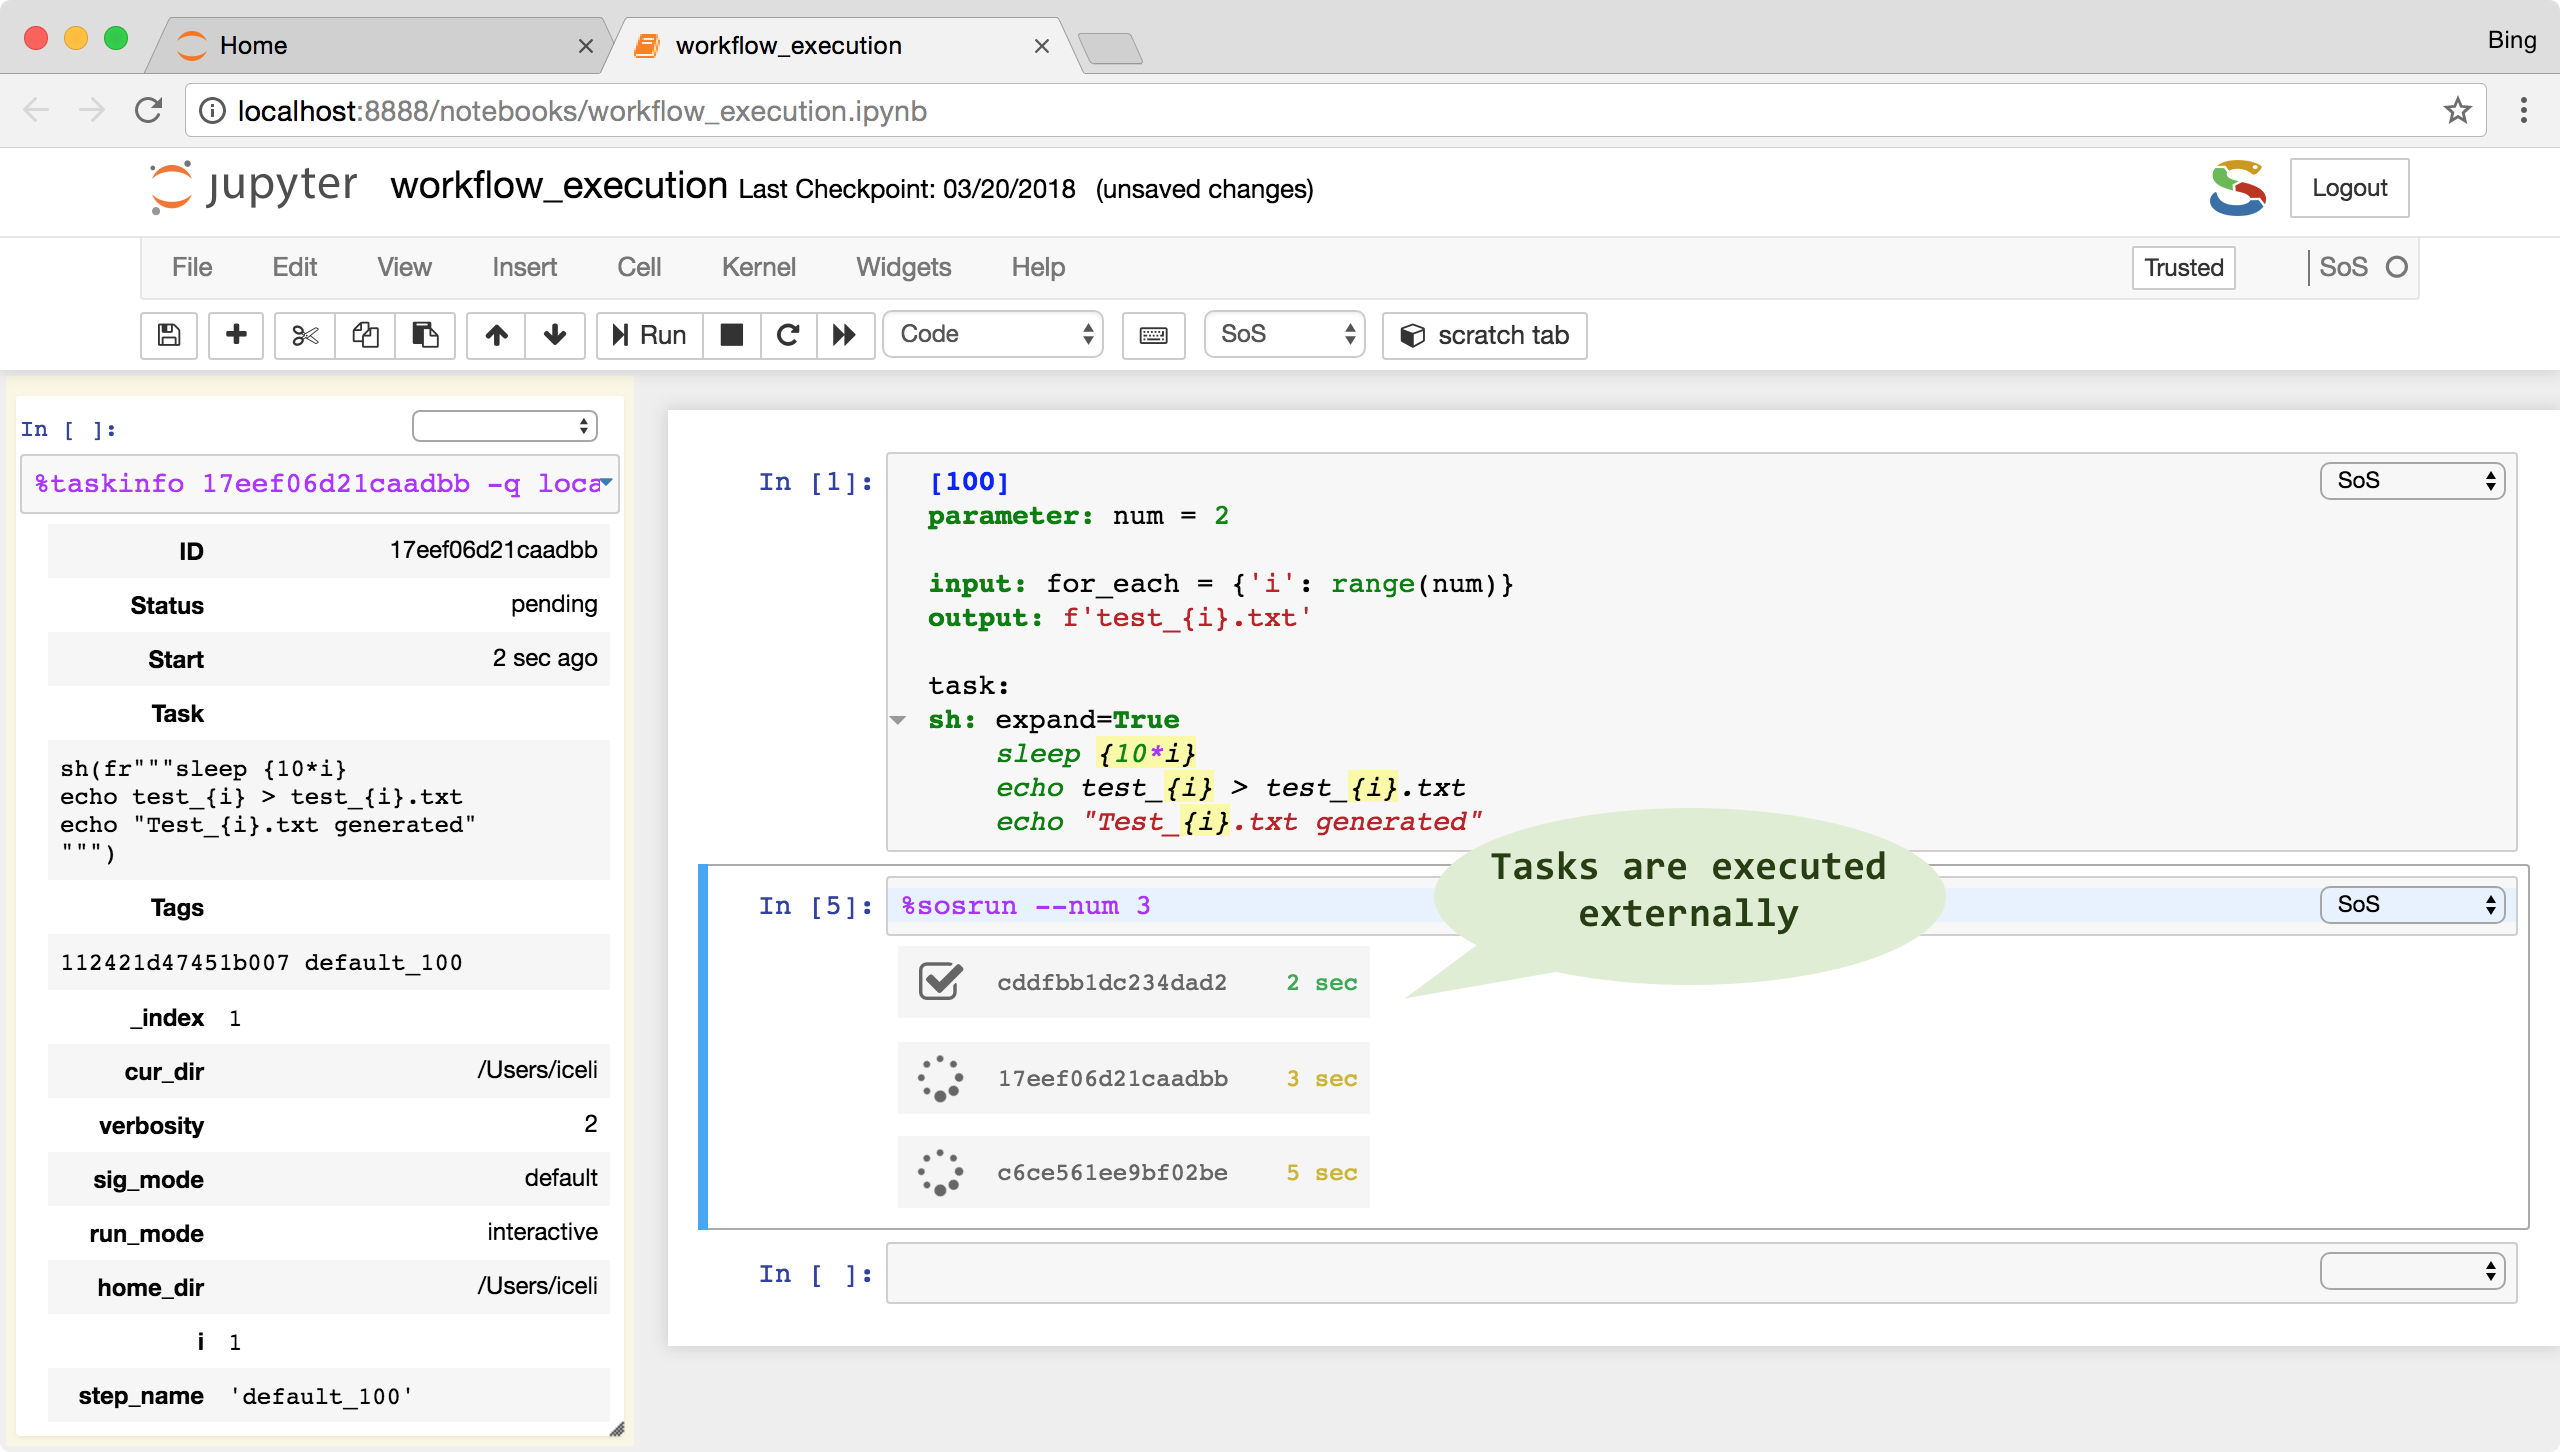 Home
workflow_execution
Bing
localhost:8888/notebooks/workflow_execution.ipynb
jupyter workflow_execution Last Checkpoint: 03/20/2018 (unsaved changes)
Logout
File Edit View Insert Cell Kernel Widgets Help
Trusted
SoS
Run
Code
SoS
scratch tab
In [ ]:
%taskinfo 17eef06d21caadbb -q loca
ID 17eef06d21caadbb
Status pending
Start 2 sec ago
Task
sh(fr"""sleep {10*i}
echo test_{i} > test_{i}.txt
echo "Test_{i}.txt generated"
""")
Tags
112421d47451b007 default_100
_index 1
cur_dir /Users/iceli
verbosity 2
sig_mode default
run_mode interactive
home_dir /Users/iceli
i 1
step_name 'default_100'
In [1]:
[100]
SoS
parameter: num = 2
input: for_each = {'i': range(num)}
output: f'test_{i}.txt'
task:
sh: expand=True
sleep {10*i}
echo test_{i} > test_{i}.txt
echo "Test_{i}.txt generated"
Tasks are executed
externally
In [5]:
%sosrun --num 3
SoS
cddfbb1dc234dad2 2 sec
17eef06d21caadbb 3 sec
c6ce561ee9bf02be 5 sec
In [ ]: